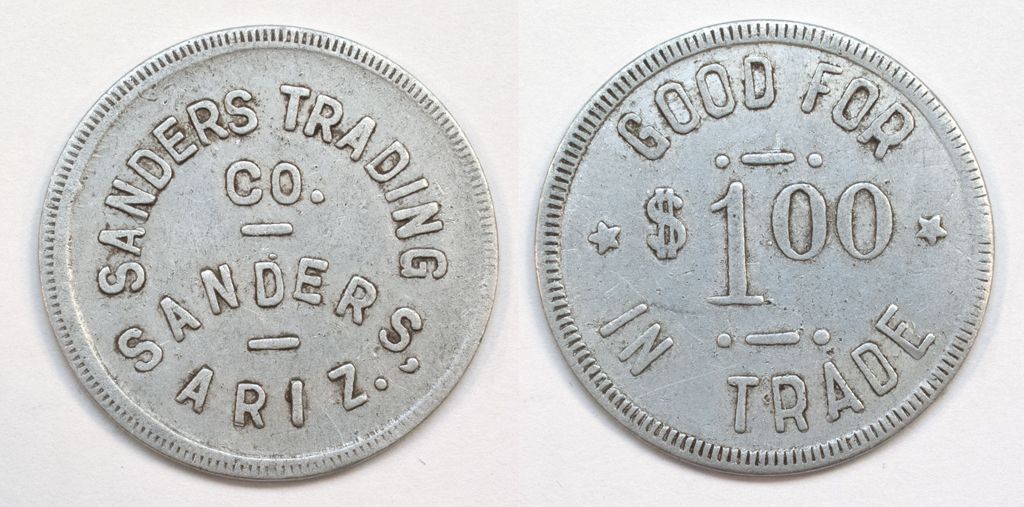 SANDERS TRADING
CO.
SANDERS,
ARIZ.
GOOD FOR
$1 00
IN TRADE